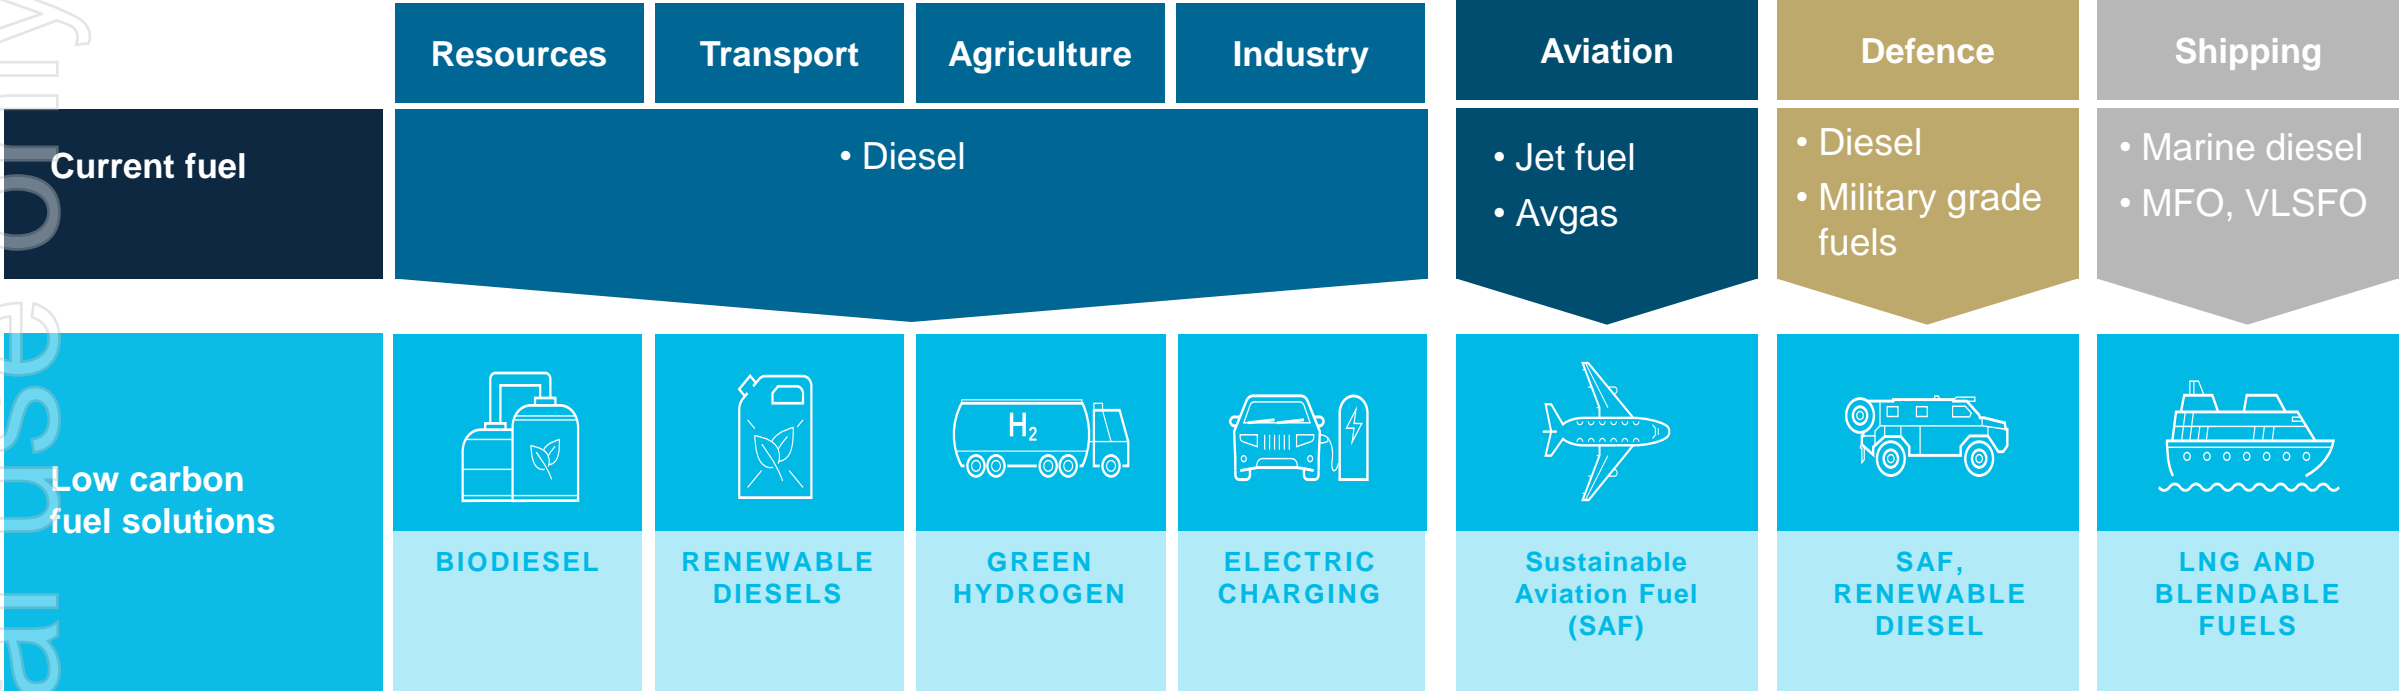 Resources
Transport
Agriculture
Industry
Aviation
Defence
Shipping
Current fuel
• Diesel
• Jet fuel
• Avgas
• Diesel
• Military grade
fuels
• Marine diesel
• MFO, VLSFO
Low carbon
fuel solutions
H2
BIODIESEL
RENEWABLE
DIESELS
GREEN
HYDROGEN
ELECTRIC
CHARGING
Sustainable
Aviation Fuel
(SAF)
SAF,
RENEWABLE
DIESEL
LNG AND
BLENDABLE
FUELS
use only